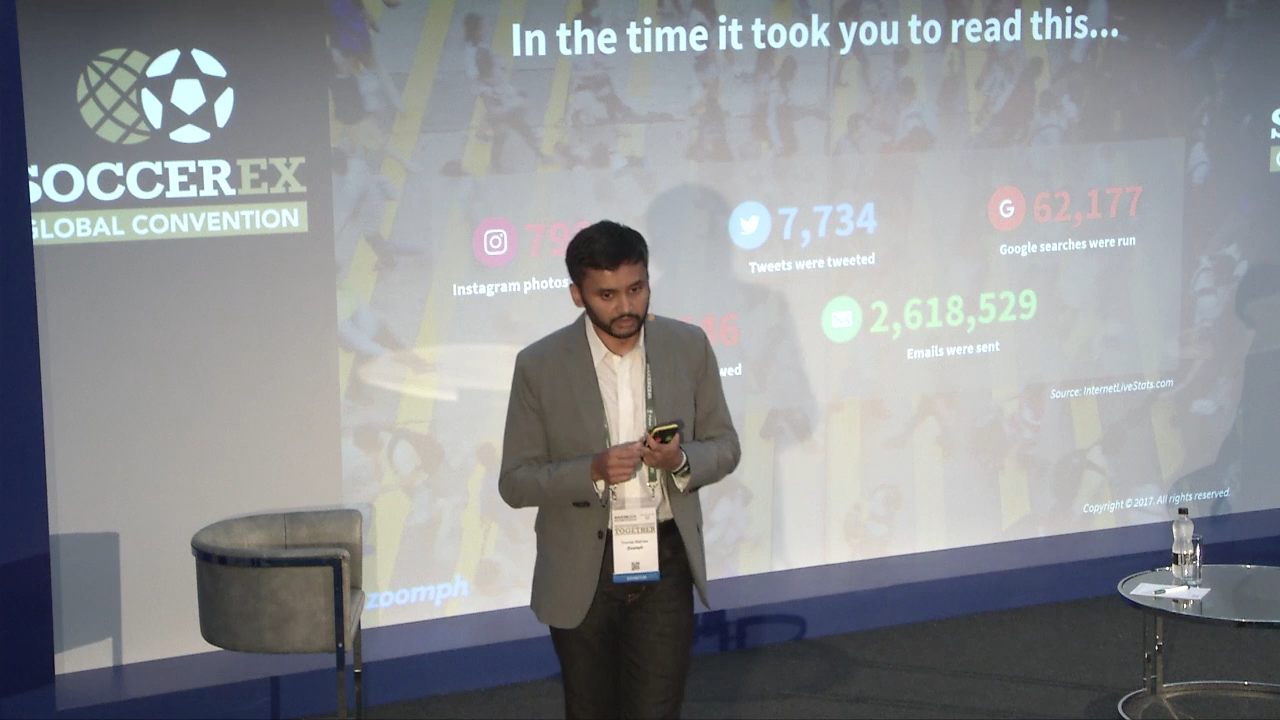 In the time it took you to read this...
SOCCEREX
GLOBAL CONVENTION
7,734
Tweets were tweeted
62,177
Google searches were run
Instagram photos
2,618,529
Emails were sent
Source: InternetLiveStats.com
Copyright © 2017. All rights reserved.
zoomph
TOGETHER